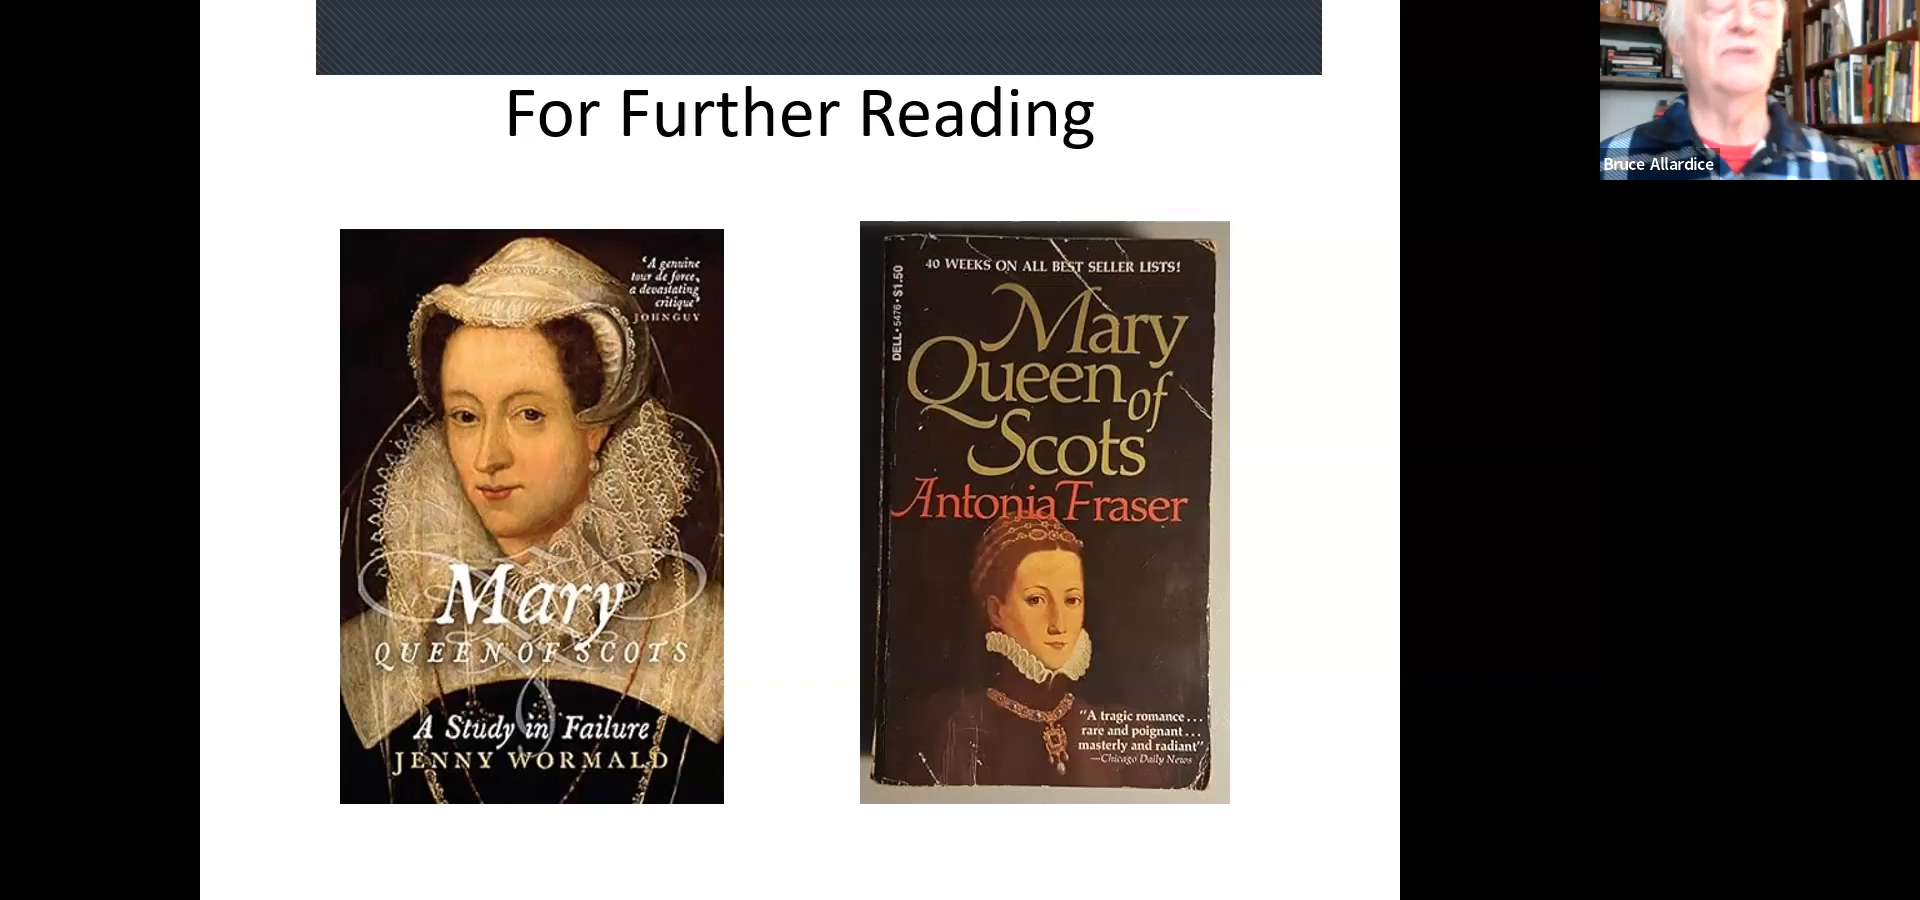 For Further Reading
Bruce Allardice
'A genuine
tour de force,
a devastating
critique'
JOHN GUY
Mary
QUEEN OF SCOTS
A Study in Failure
JENNY WORMALD
40 WEEKS ON ALL BEST SELLER LISTS!
DELL • 5476 • $1.50
Mary
Queen of
Scots
Antonia Fraser
"A tragic romance...
rare and poignant...
masterly and radiant"
—Chicago Daily News